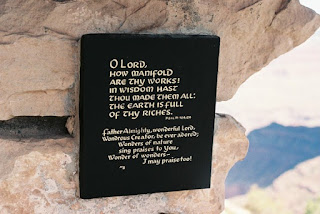 O LORD,
HOW MANIFOLD
ARE THY WORKS!
IN WISDOM HAST
THOU MADE THEM ALL:
THE EARTH IS FULL
OF THY RICHES.
Father Almighty, wonderful Lord,
Wondrous Creator, be ever adored;
Wonders of nature
sing praises to You,
Wonder of wonders–
I may praise too!